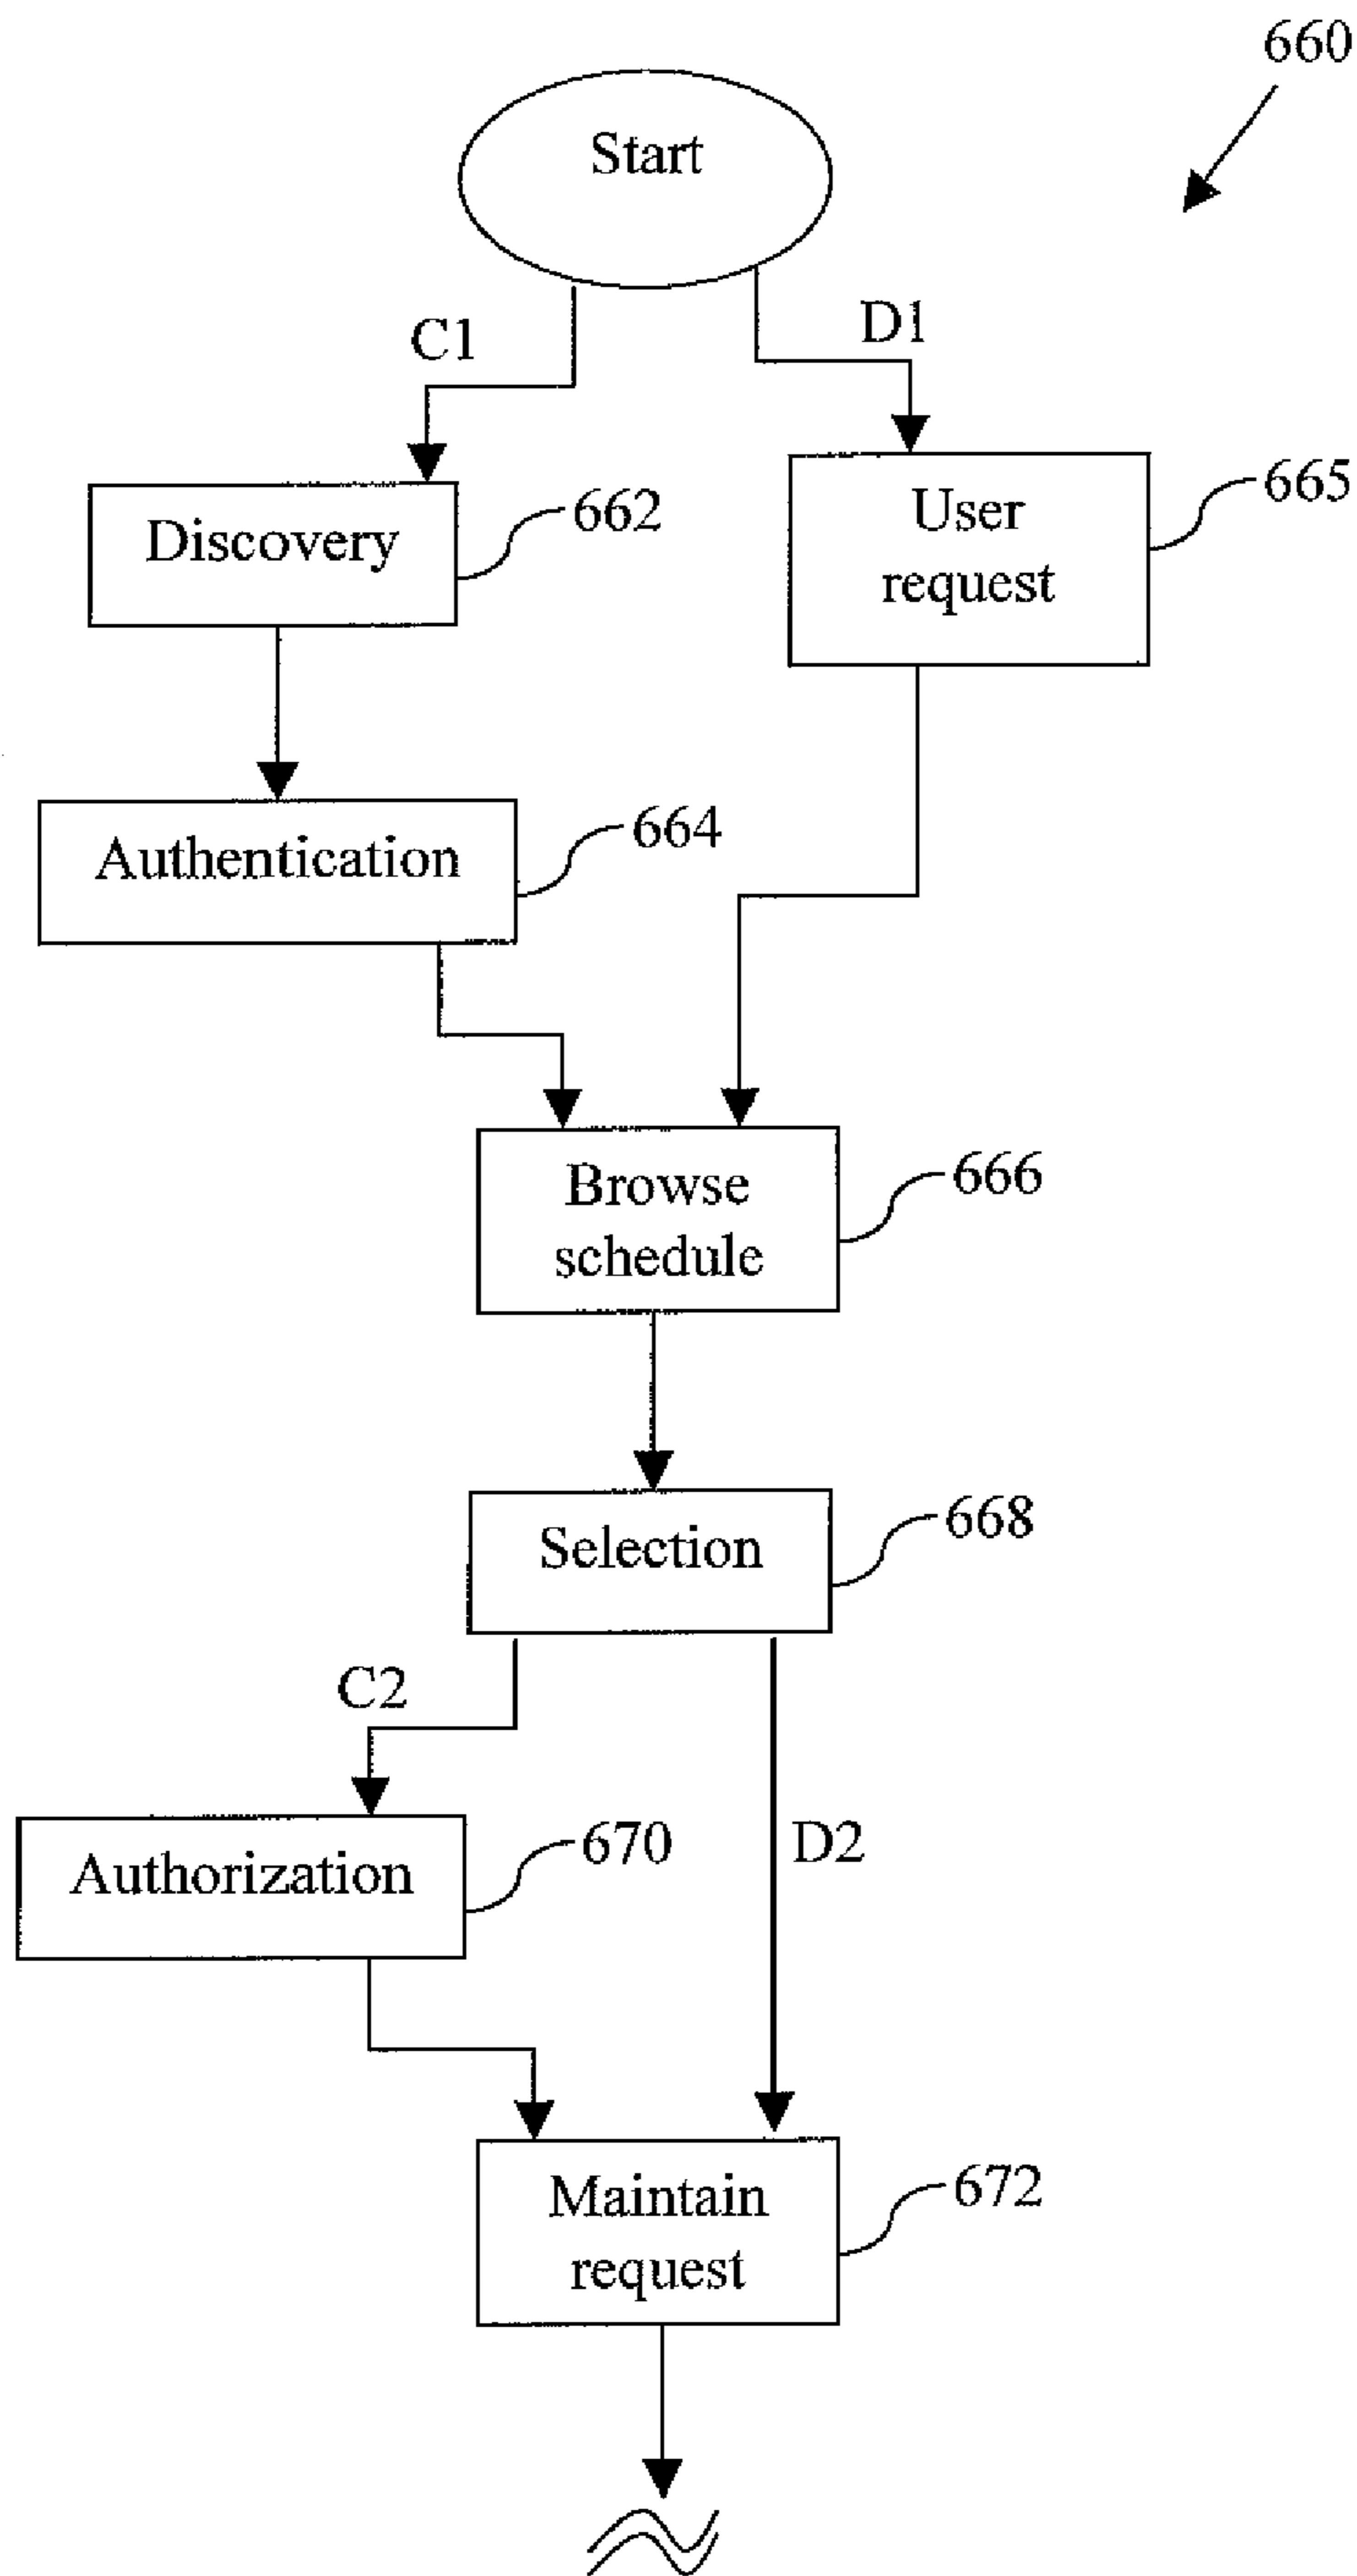 660
Start
C1
D1
Discovery
662
User
request
665
Authentication
664
Browse
schedule
666
Selection
668
C2
D2
Authorization
670
Maintain
request
672